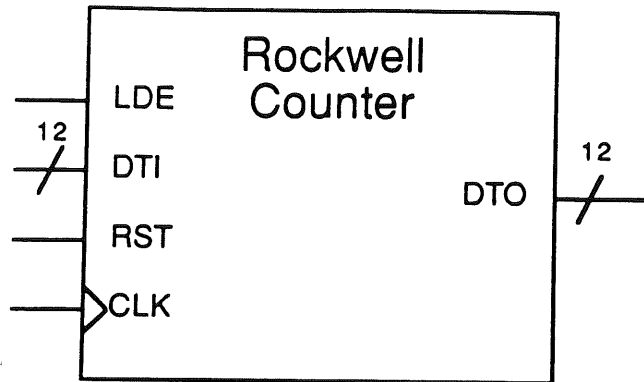 Rockwell
Counter
LDE
12
DTI
12
DTO
RST
CLK